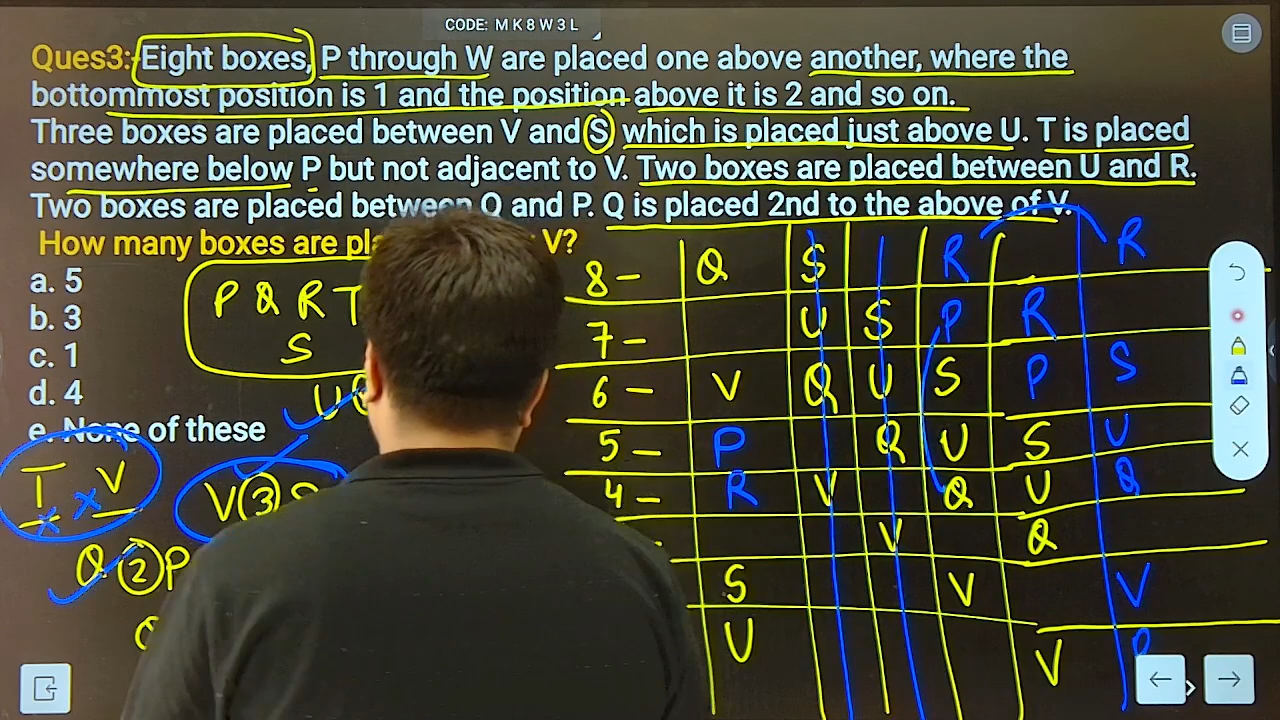 CODE: MK8W3L
Ques3:- Eight boxes, P through W are placed one above another, where the
bottommost position is 1 and the position above it is 2 and so on.
Three boxes are placed between V and S which is placed just above U. T is placed
somewhere below P but not adjacent to V. Two boxes are placed between U and R.
Two boxes are placed between Q and P. Q is placed 2nd to the above of V.
How many boxes are V?
a. 5
b. 3
c. 1
d. 4
e. None of these
P Q R T
S
U
T V
V 3
Q 2 P
8 - Q S R R
7 - U S P R
6 - V Q U S P S
5 - P Q U S U
4 - R V Q U Q
V Q
S V V
U V